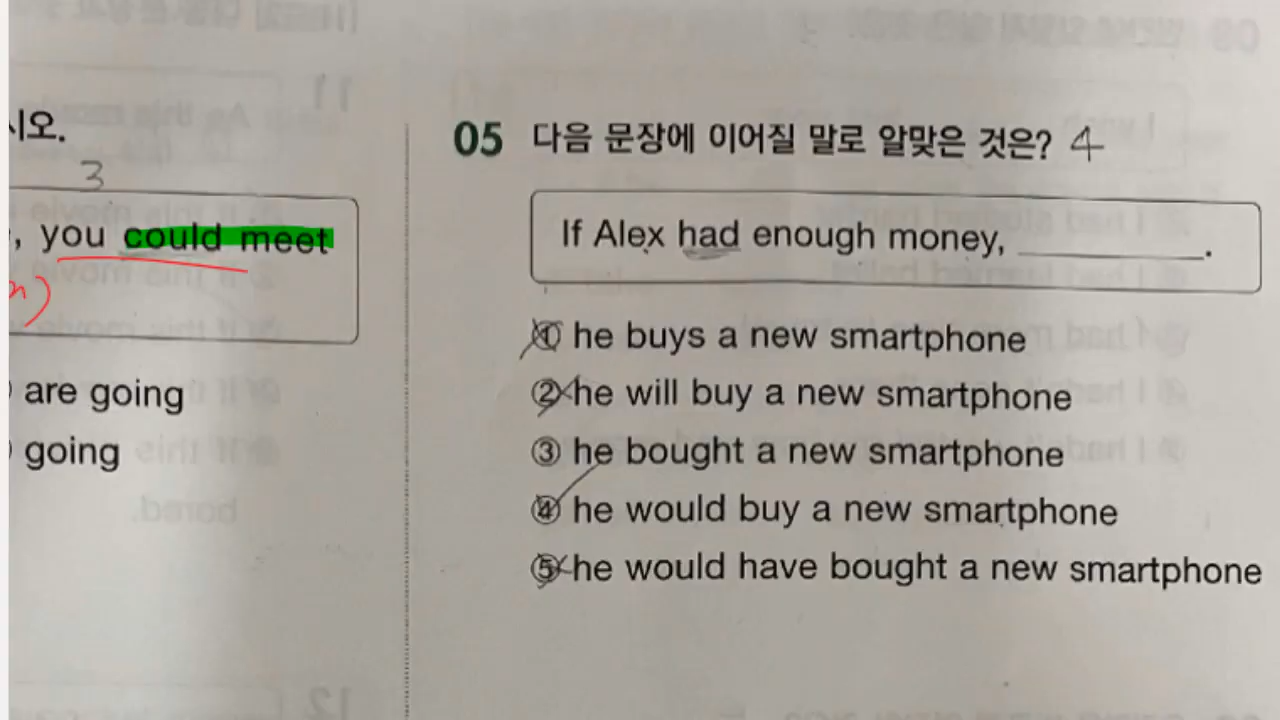 시오.
3
, you could meet
n)
are going
going
05 다음 문장에 이어질 말로 알맞은 것은? 4
If Alex had enough money, __________.
① he buys a new smartphone
② he will buy a new smartphone
③ he bought a new smartphone
④ he would buy a new smartphone
⑤ he would have bought a new smartphone